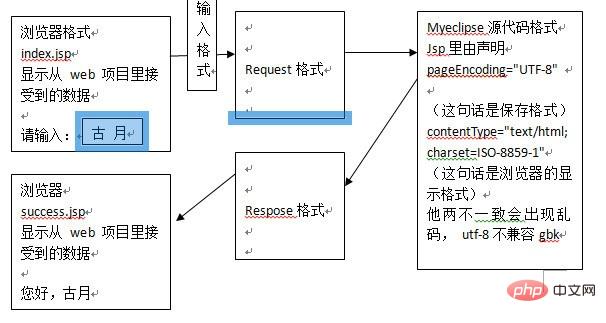 浏览器格式
index.jsp
显示从 web 项目里接
受到的数据
请输入：
古 月
输
入
格
式
Request 格式
Myeclipse 源代码格式
Jsp 里由声明
pageEncoding="UTF-8"
（这句话是保存格式）
contentType="text/html;
charset=ISO-8859-1"
（这句话是浏览器的显
示格式）
他两不一致会出现乱
码， utf-8 不兼容 gbk
Respose 格式
浏览器
success.jsp
显示从 web 项目里接
受到的数据
您好，古月
php 中文网